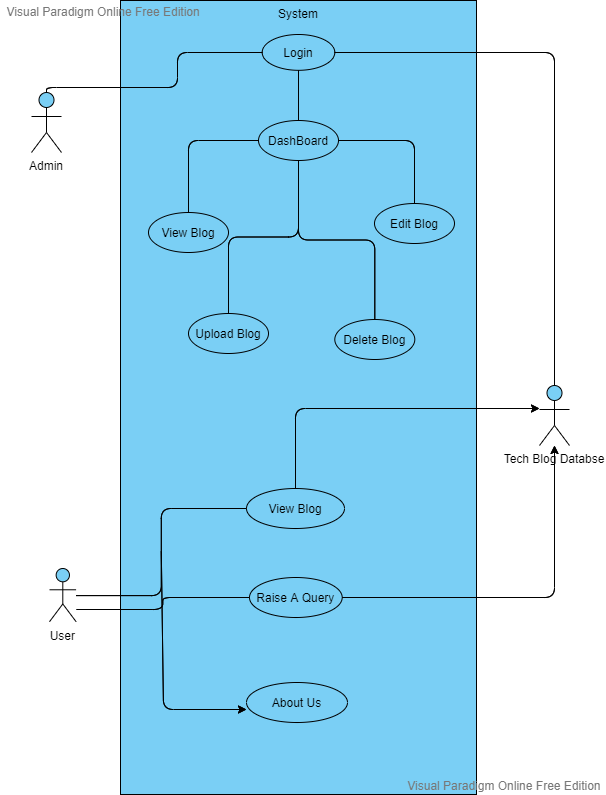 Visual Paradigm Online Free Edition
System
Login
Admin
DashBoard
View Blog
Edit Blog
Upload Blog
Delete Blog
Tech Blog Databse
View Blog
User
Raise A Query
About Us
Visual Paradigm Online Free Edition